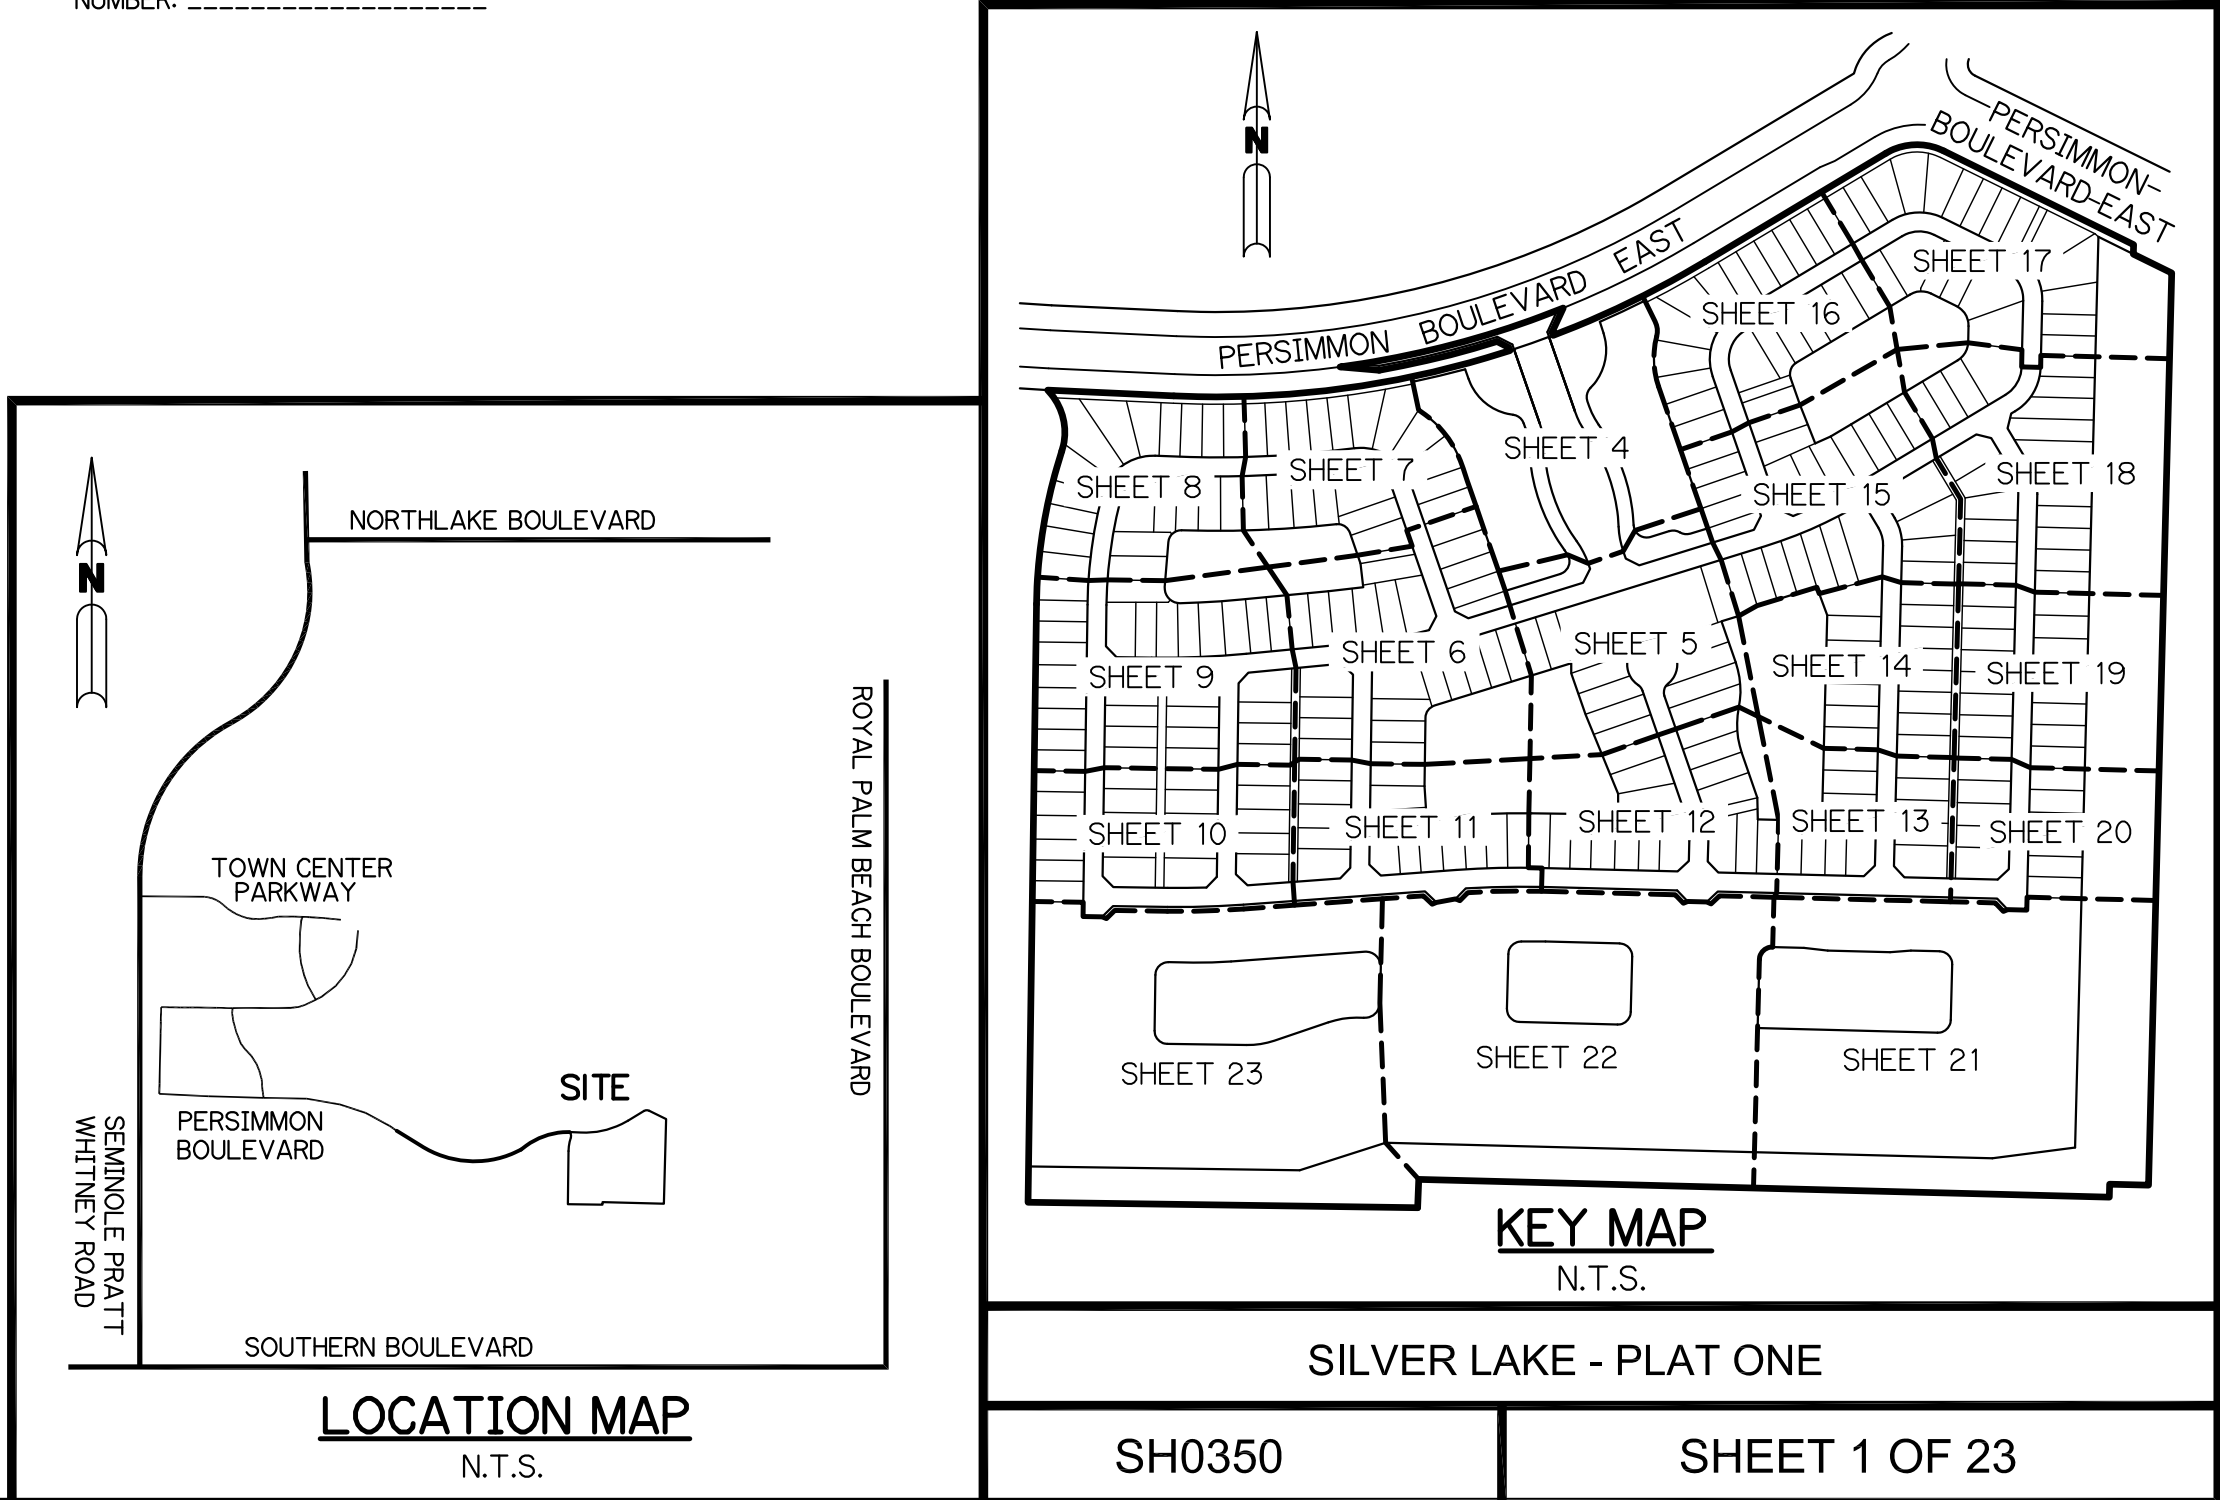 NUMBER: ___________________
N
NORTHLAKE BOULEVARD
ROYAL PALM BEACH BOULEVARD
TOWN CENTER
PARKWAY
SITE
PERSIMMON
BOULEVARD
SEMINOLE PRATT
WHITNEY ROAD
SOUTHERN BOULEVARD
LOCATION MAP
N.T.S.
N
PERSIMMON-
BOULEVARD-EAST
PERSIMMON BOULEVARD EAST
SHEET 17
SHEET 16
SHEET 4
SHEET 7
SHEET 8
SHEET 15
SHEET 18
SHEET 6
SHEET 5
SHEET 14
SHEET 19
SHEET 9
SHEET 10
SHEET 11
SHEET 12
SHEET 13
SHEET 20
SHEET 23
SHEET 22
SHEET 21
KEY MAP
N.T.S.
SILVER LAKE - PLAT ONE
SH0350
SHEET 1 OF 23